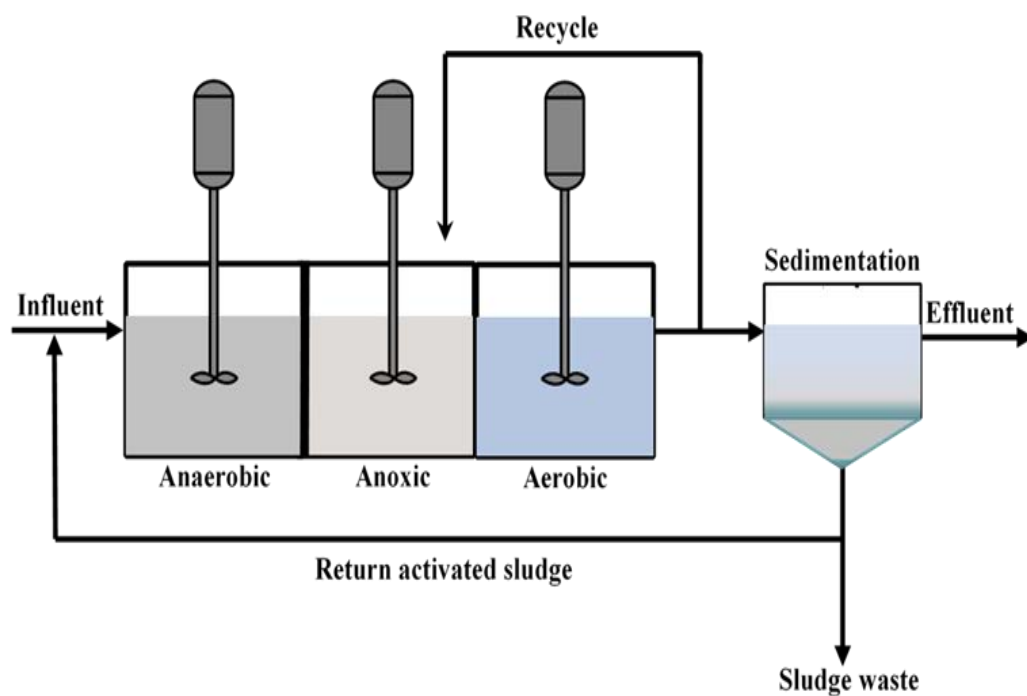 Recycle
Sedimentation
Influent
Effluent
Anaerobic
Anoxic
Aerobic
Return activated sludge
Sludge waste